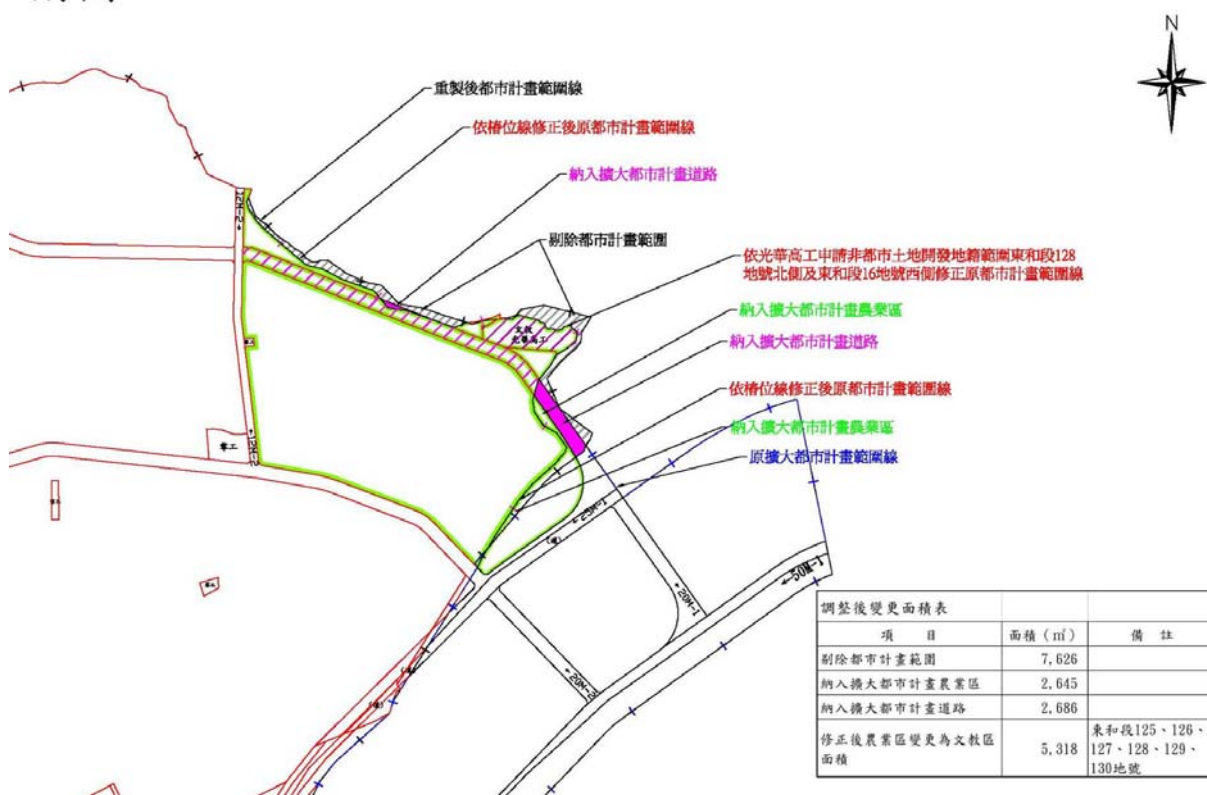 N
重製後都市計畫範圍線
依樁位線修正後原都市計畫範圍線
納入擴大都市計畫道路
剔除都市計畫範圍
依光華高工申請非都市土地開發地籍範圍東和段128
地號北側及東和段16地號西側修正原都市計畫範圍線
納入擴大都市計畫農業區
納入擴大都市計畫道路
依樁位線修正後原都市計畫範圍線
納入擴大都市計畫農業區
原擴大都市計畫範圍線
12M-2
文教
光華高工
零工
12M-2
25M-1
50M-1
20M-1
20M-2
調整後變更面積表
項 目 面積（㎡） 備 註
剔除都市計畫範圍 7,626
納入擴大都市計畫農業區 2,645
納入擴大都市計畫道路 2,686
修正後農業區變更為文教區
面積 5,318
東和段125、126、
127、128、129、
130地號